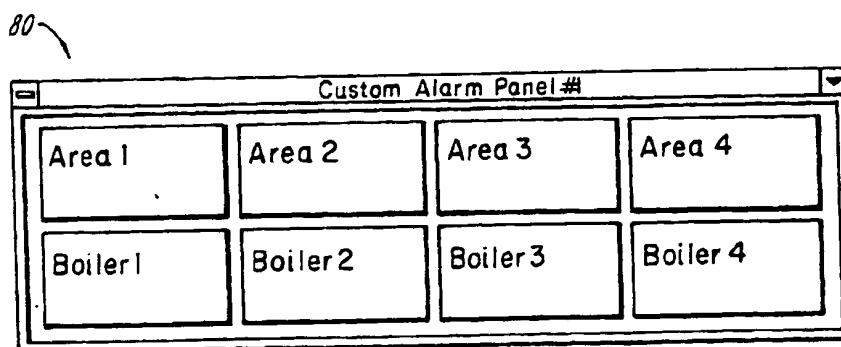 80
Custom Alarm Panel #1
Area 1 Area 2 Area 3 Area 4
Boiler 1 Boiler 2 Boiler 3 Boiler 4